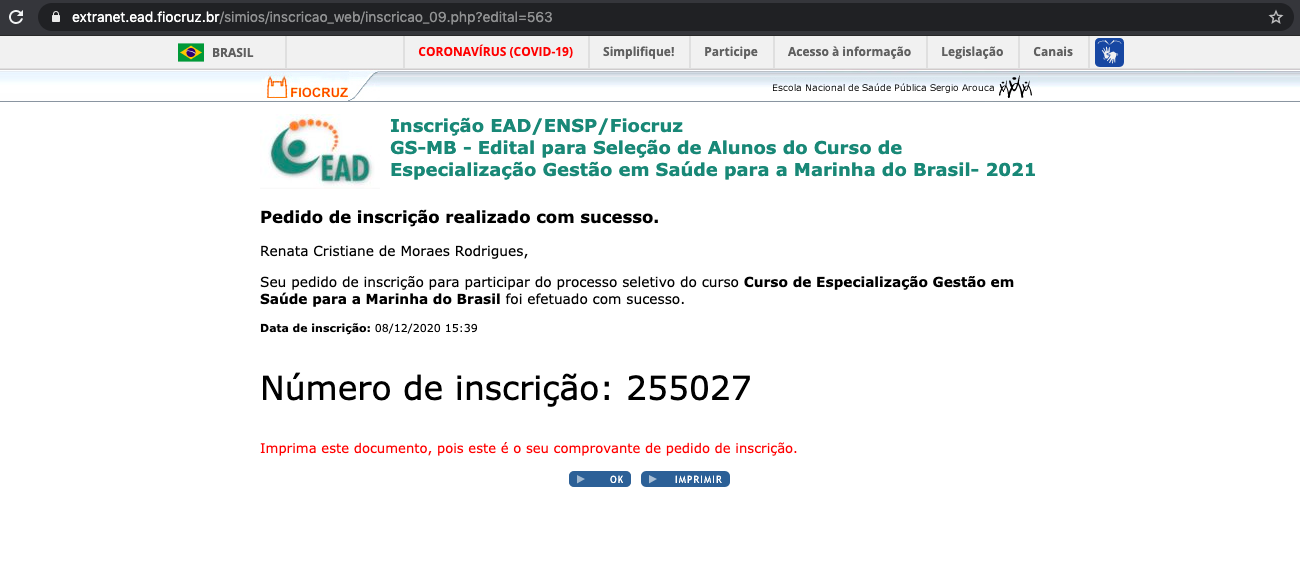 extranet.ead.fiocruz.br/simios/inscricao_web/inscricao_09.php?edital=563
BRASIL
CORONAVÍRUS (COVID-19)
Simplifique!
Participe
Acesso à informação
Legislação
Canais
FIOCRUZ
Escola Nacional de Saúde Pública Sergio Arouca
EAD
Inscrição EAD/ENSP/Fiocruz
GS-MB - Edital para Seleção de Alunos do Curso de
Especialização Gestão em Saúde para a Marinha do Brasil- 2021
Pedido de inscrição realizado com sucesso.
Renata Cristiane de Moraes Rodrigues,
Seu pedido de inscrição para participar do processo seletivo do curso Curso de Especialização Gestão em
Saúde para a Marinha do Brasil foi efetuado com sucesso.
Data de inscrição: 08/12/2020 15:39
Número de inscrição: 255027
Imprima este documento, pois este é o seu comprovante de pedido de inscrição.
OK
IMPRIMIR